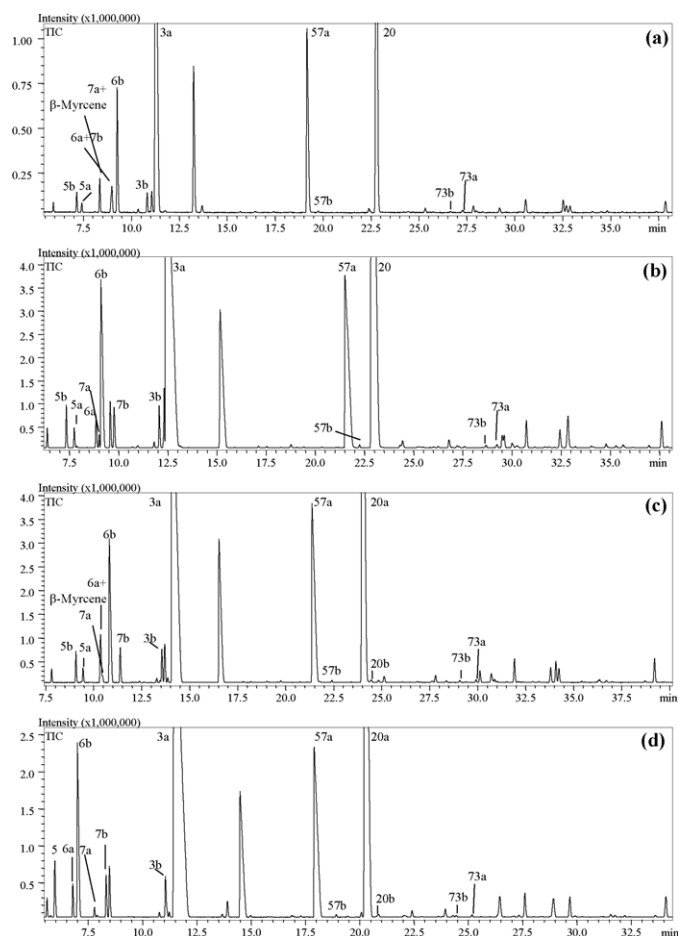 Intensity (x1,000,000)
TIC
(a)
3a
57a
20
1.00
0.75
0.50
0.25
7a+
β-Myrcene
6b
6a+7b
5b
5a
3b
57b
73b
73a
7.5 10.0 12.5 15.0 17.5 20.0 22.5 25.0 27.5 30.0 32.5 35.0 min
Intensity (x1,000,000)
TIC
(b)
4.0
3.5
3.0
2.5
2.0
1.5
1.0
0.5
6b
3a
57a
20
5b
5a
7a
6a
7b
3b
57b
73b
73a
7.5 10.0 12.5 15.0 17.5 20.0 22.5 25.0 27.5 30.0 32.5 35.0 min
Intensity (x1,000,000)
TIC
(c)
4.0
3.5
3.0
2.5
2.0
1.5
1.0
0.5
6b
3a
57a
20a
6a+
β-Myrcene
7a
5b
5a
7b
3b
57b
20b
73b
73a
7.5 10.0 12.5 15.0 17.5 20.0 22.5 25.0 27.5 30.0 32.5 35.0 37.5 min
Intensity (x1,000,000)
TIC
(d)
2.5
2.0
1.5
1.0
0.5
6b
3a
57a
20a
5
6a
7a
7b
3b
57b
20b
73b
73a
7.5 10.0 12.5 15.0 17.5 20.0 22.5 25.0 27.5 30.0 32.5 min